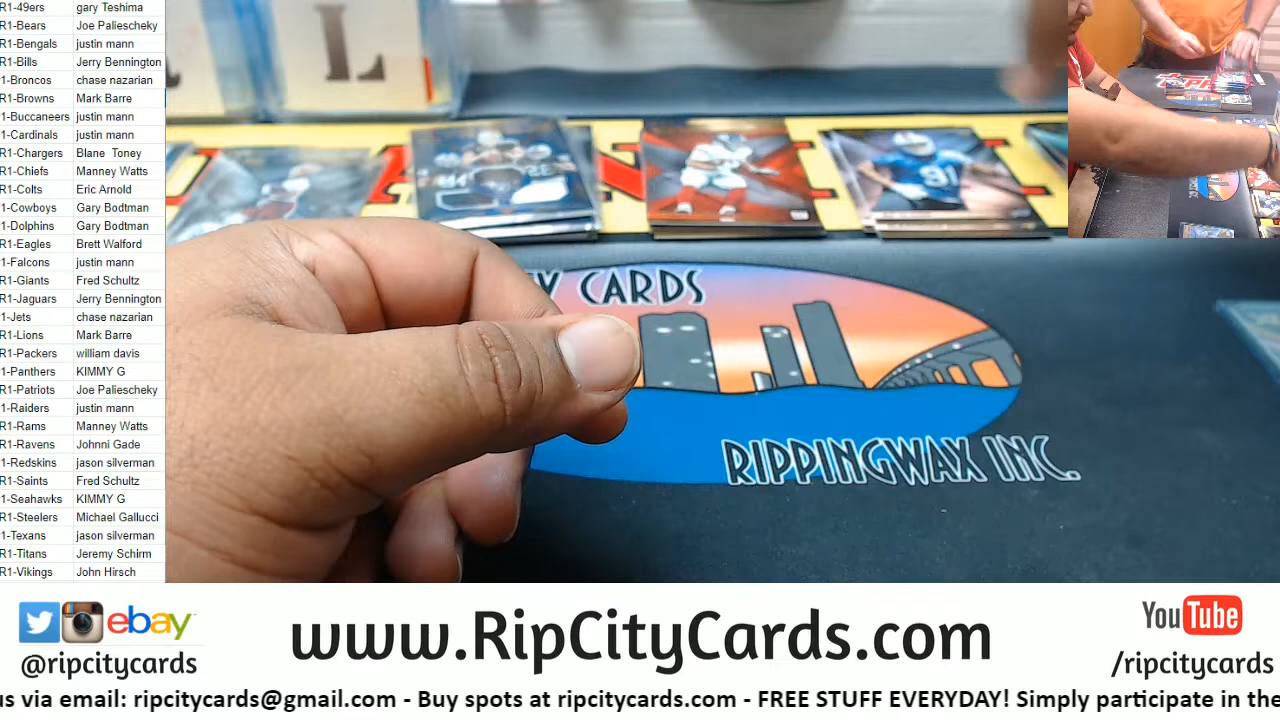 R1-49ers gary Teshima
R1-Bears Joe Paliescheky
R1-Bengals justin mann
R1-Bills Jerry Bennington
1-Broncos chase nazarian
R1-Browns Mark Barre
1-Buccaneers justin mann
1-Cardinals justin mann
R1-Chargers Blane Toney
R1-Chiefs Manney Watts
R1-Colts Eric Arnold
R1-Cowboys Gary Bodtman
R1-Dolphins Gary Bodtman
R1-Eagles Brett Walford
R1-Falcons justin mann
R1-Giants Fred Schultz
R1-Jaguars Jerry Bennington
R1-Jets chase nazarian
R1-Lions Mark Barre
R1-Packers william davis
R1-Panthers KIMMY G
R1-Patriots Joe Paliescheky
R1-Raiders justin mann
R1-Rams Manney Watts
R1-Ravens Johnni Gade
R1-Redskins jason silverman
R1-Saints Fred Schultz
1-Seahawks KIMMY G
R1-Steelers Michael Gallucci
1-Texans jason silverman
R1-Titans Jeremy Schirm
R1-Vikings John Hirsch
L
91
Y CARDS
RIPPINGWAX INC.
ebay
@ripcitycards
www.RipCityCards.com
YouTube
/ripcitycards
us via email: ripcitycards@gmail.com - Buy spots at ripcitycards.com - FREE STUFF EVERYDAY! Simply participate in the